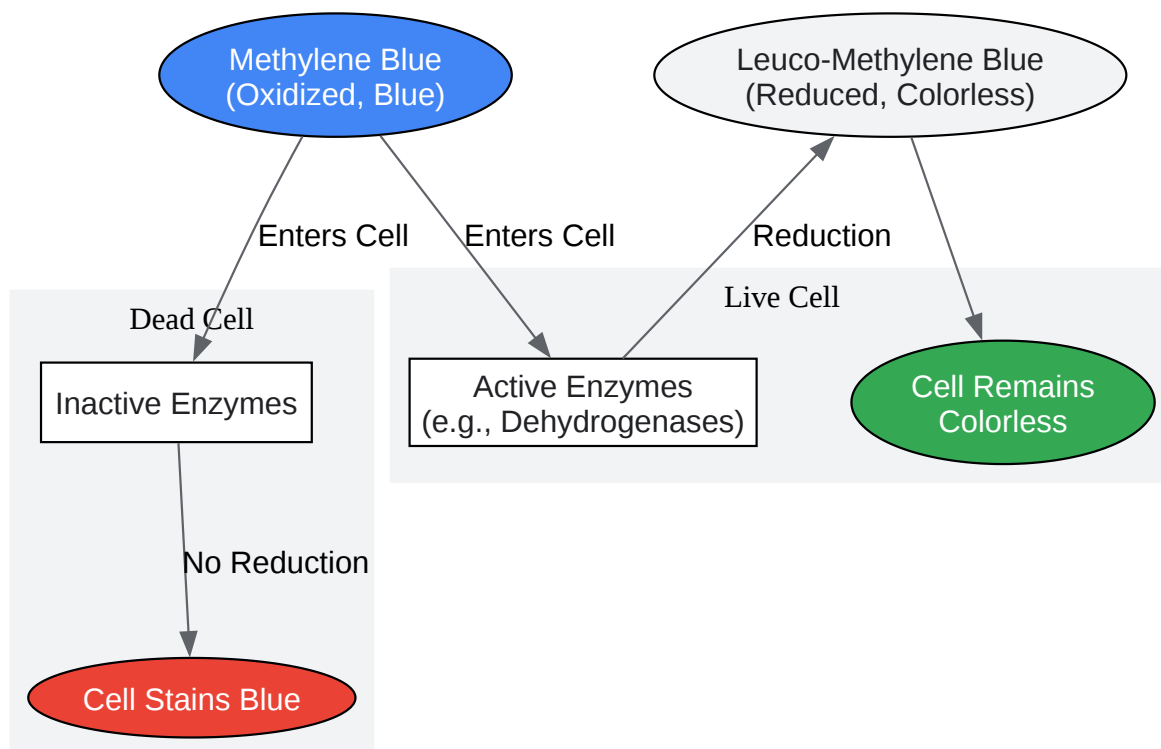 Methylene Blue
(Oxidized, Blue)
Leuco-Methylene Blue
(Reduced, Colorless)
Enters Cell
Enters Cell
Reduction
Dead Cell
Live Cell
Inactive Enzymes
Active Enzymes
(e.g., Dehydrogenases)
Cell Remains
Colorless
No Reduction
Cell Stains Blue